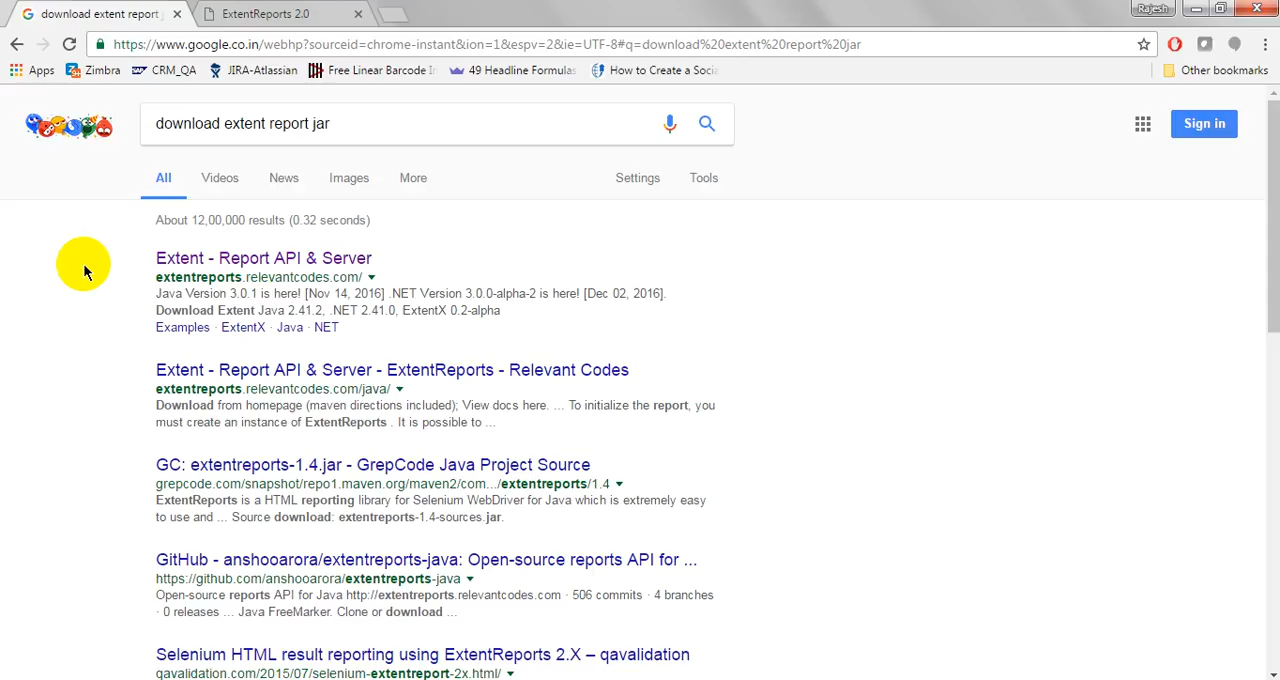 download extent report j
ExtentReports 2.0
Rajesh
https://www.google.co.in/webhp?sourceid=chrome-instant&ion=1&espv=2&ie=UTF-8#q=download%20extent%20report%20jar
Apps Zimbra CRM_QA JIRA-Atlassian Free Linear Barcode 49 Headline Formulas How to Create a Soci Other bookmarks
download extent report jar
Sign in
All Videos News Images More Settings Tools
About 12,00,000 results (0.32 seconds)
Extent - Report API & Server
extentreports.relevantcodes.com/
Java Version 3.0.1 is here! [Nov 14, 2016] .NET Version 3.0.0-alpha-2 is here! [Dec 02, 2016].
Download Extent Java 2.41.2, .NET 2.41.0, ExtentX 0.2-alpha
Examples · ExtentX · Java · NET
Extent - Report API & Server - ExtentReports - Relevant Codes
extentreports.relevantcodes.com/java/
Download from homepage (maven directions included); View docs here. ... To initialize the report, you
must create an instance of ExtentReports . It is possible to ...
GC: extentreports-1.4.jar - GrepCode Java Project Source
grepcode.com/snapshot/repo1.maven.org/maven2/com.../extentreports/1.4
ExtentReports is a HTML reporting library for Selenium WebDriver for Java which is extremely easy
to use and ... Source download: extentreports-1.4-sources.jar.
GitHub - anshooarora/extentreports-java: Open-source reports API for ...
https://github.com/anshooarora/extentreports-java
Open-source reports API for Java http://extentreports.relevantcodes.com · 506 commits · 4 branches
· 0 releases ... Java FreeMarker. Clone or download ...
Selenium HTML result reporting using ExtentReports 2.X – qavalidation
qavalidation.com/2015/07/selenium-extentreport-2x.html/